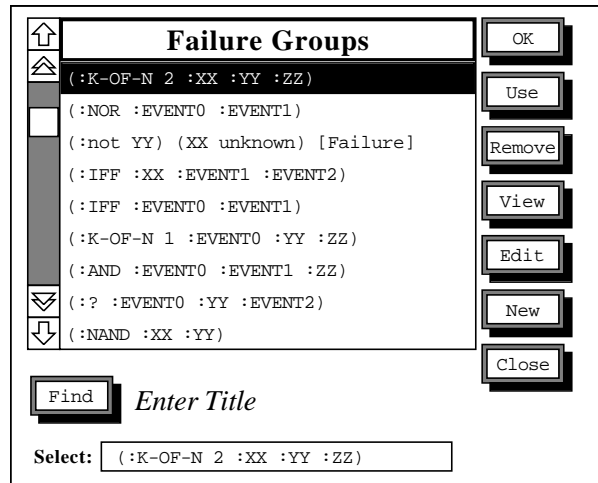 Failure Groups
(:K-OF-N 2 :XX :YY :ZZ)
(:NOR :EVENT0 :EVENT1)
(:not YY) (XX unknown) [Failure]
(:IFF :XX :EVENT1 :EVENT2)
(:IFF :EVENT0 :EVENT1)
(:K-OF-N 1 :EVENT0 :YY :ZZ)
(:AND :EVENT0 :EVENT1 :ZZ)
(:? :EVENT0 :YY :EVENT2)
(:NAND :XX :YY)
OK
Use
Remove
View
Edit
New
Close
Find Enter Title
Select: (:K-OF-N 2 :XX :YY :ZZ)